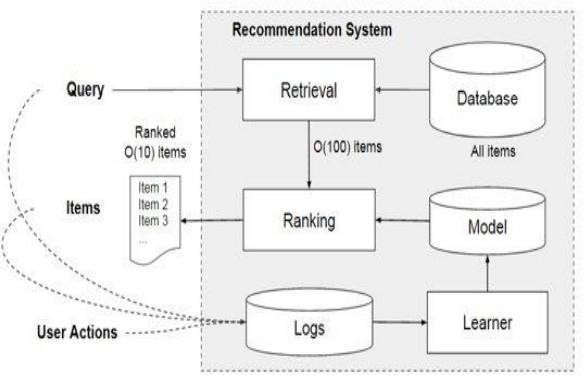 Recommendation System
Query
Retrieval
Database
Ranked
O(10) items
O(100) items
All items
Item 1
Item 2
Item 3
...
Items
Ranking
Model
User Actions
Logs
Learner